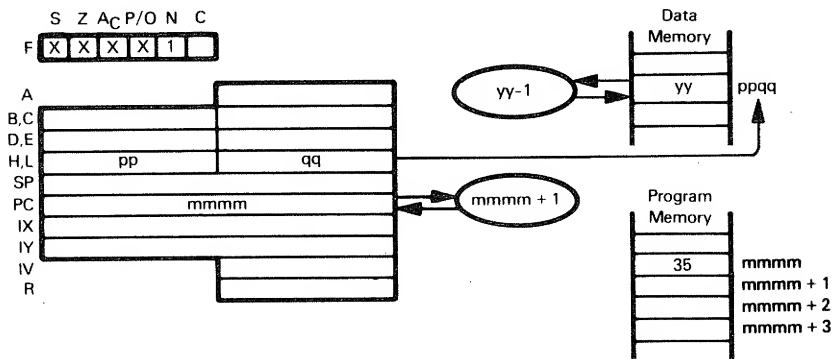 S Z AC P/O N C
F X X X X 1
Data
Memory
yy-1
yy
ppqq
A
B,C
D,E
H,L pp qq
SP
PC mmmm
mmmm + 1
IX
IY
IV
R
Program
Memory
35 mmmm
mmmm + 1
mmmm + 2
mmmm + 3